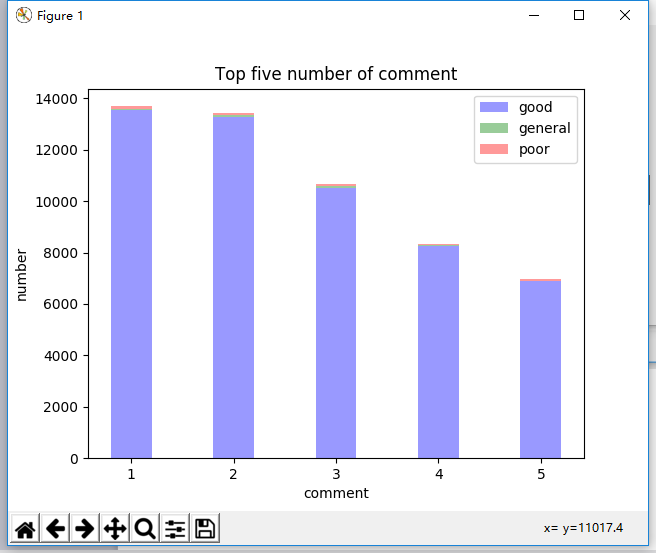 Figure 1
Top five number of comment
good
general
poor
number
14000
12000
10000
8000
6000
4000
2000
0
1 2 3 4 5
comment
x= y=11017.4